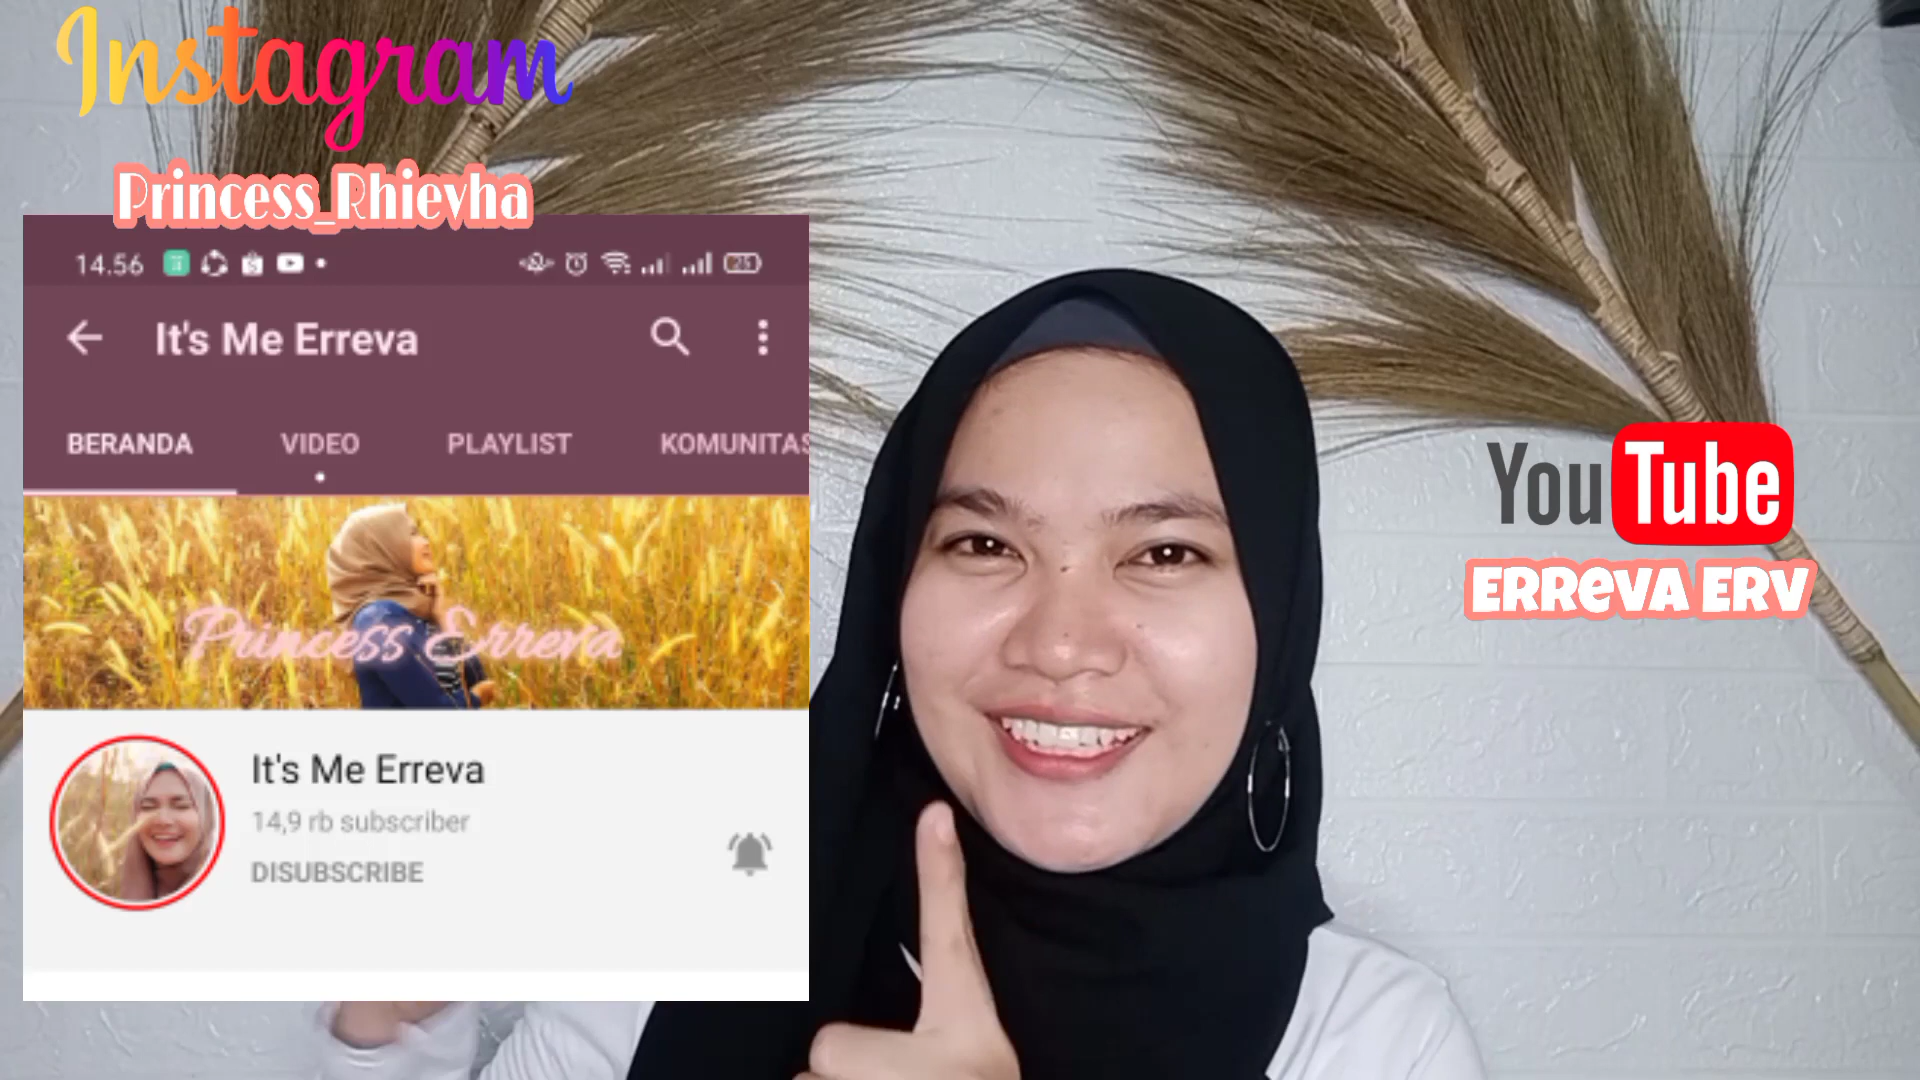 Instagram
Princess_Rhievha
14.56
25
It's Me Erreva
BERANDA VIDEO PLAYLIST KOMUNITAS
Princess Erreva
It's Me Erreva
14,9 rb subscriber
DISUBSCRIBE
YouTube
Erreva Erv